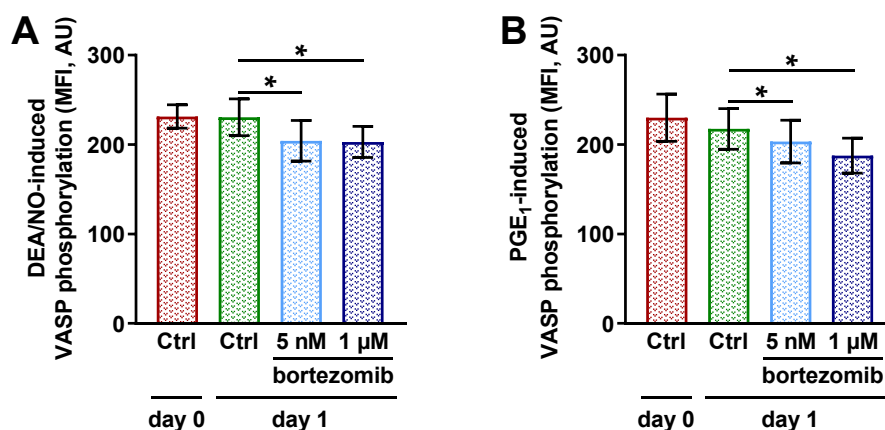 A
DEA/NO-induced
VASP phosphorylation (MFI, AU)
300
200
100
0
*
*
Ctrl
Ctrl
5 nM
1 µM
bortezomib
day 0
day 1
B
PGE₁-induced
VASP phosphorylation (MFI, AU)
300
200
100
0
*
*
Ctrl
Ctrl
5 nM
1 µM
bortezomib
day 0
day 1